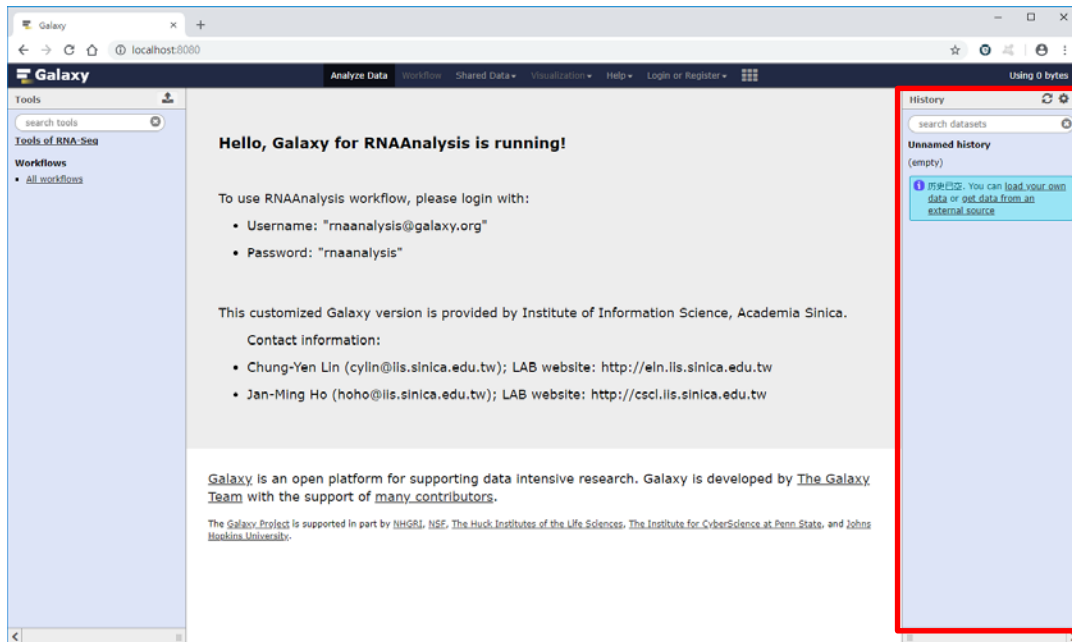 Galaxy
localhost:8080
Galaxy
Analyze Data Workflow Shared Data Visualization Help Login or Register
Using 0 bytes
Tools
search tools
Tools of RNA-Seq
Workflows
All workflows
Hello, Galaxy for RNAAnalysis is running!
To use RNAAnalysis workflow, please login with:
• Username: "rnaanalysis@galaxy.org"
• Password: "rnaanalysis"
This customized Galaxy version is provided by Institute of Information Science, Academia Sinica.
Contact information:
• Chung-Yen Lin (cylin@iis.sinica.edu.tw); LAB website: http://eln.iis.sinica.edu.tw
• Jan-Ming Ho (hoho@iis.sinica.edu.tw); LAB website: http://cscl.iis.sinica.edu.tw
Galaxy is an open platform for supporting data intensive research. Galaxy is developed by The Galaxy
Team with the support of many contributors.
The Galaxy Project is supported in part by NHGRI, NSF, The Huck Institutes of the Life Sciences, The Institute for CyberScience at Penn State, and Johns
Hopkins University.
History
search datasets
Unnamed history
(empty)
历史已空. You can load your own
data or get data from an
external source